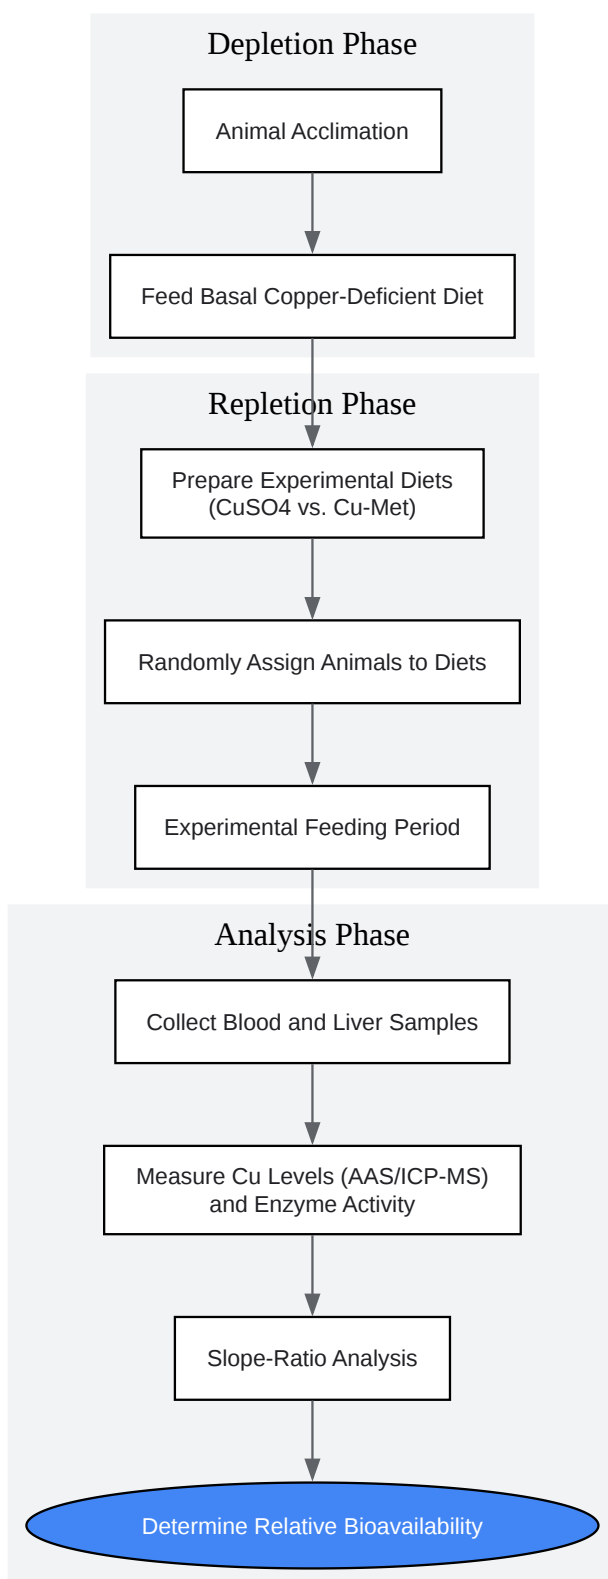 Depletion Phase
Animal Acclimation
Feed Basal Copper-Deficient Diet
Repletion Phase
Prepare Experimental Diets
(CuSO4 vs. Cu-Met)
Randomly Assign Animals to Diets
Experimental Feeding Period
Analysis Phase
Collect Blood and Liver Samples
Measure Cu Levels (AAS/ICP-MS)
and Enzyme Activity
Slope-Ratio Analysis
Determine Relative Bioavailability